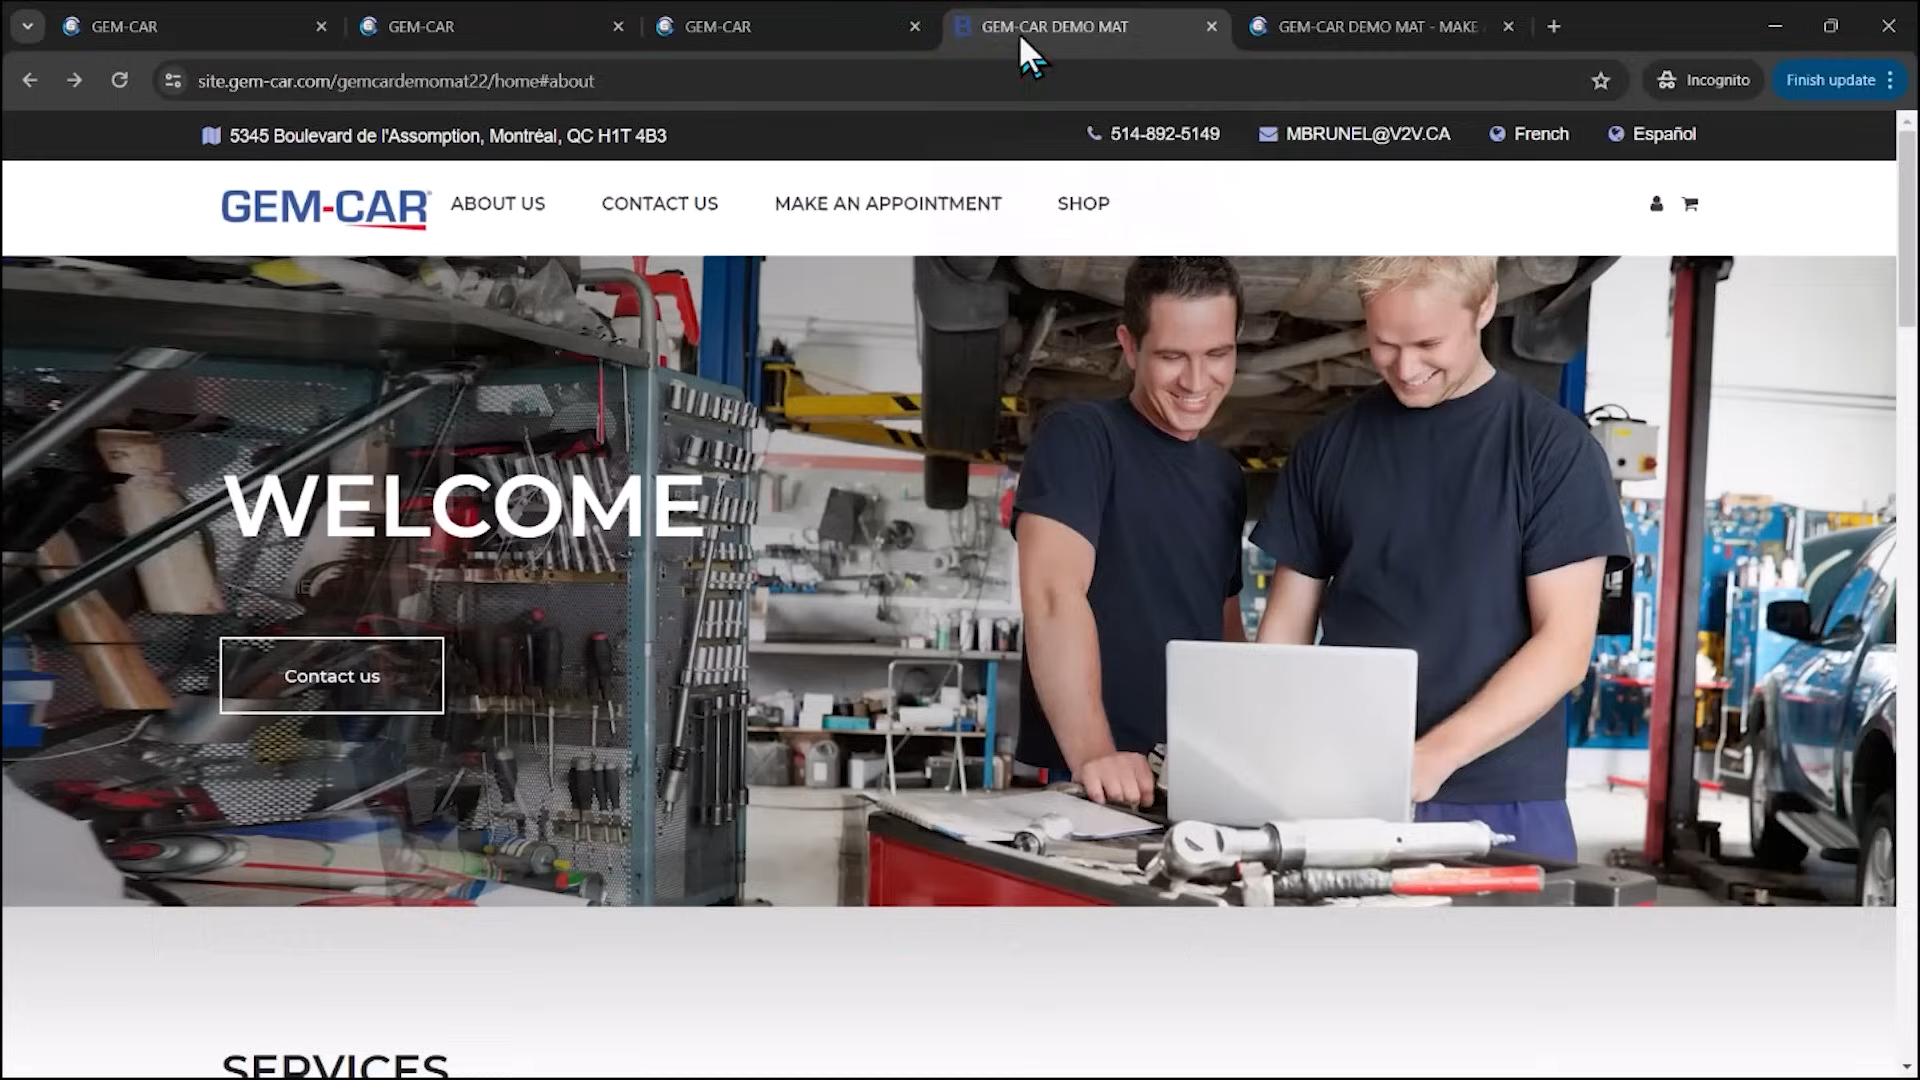 GEM-CAR
GEM-CAR
GEM-CAR
GEM-CAR DEMO MAT
GEM-CAR DEMO MAT - MAKE
site.gem-car.com/gemcardemomat22/home#about
Incognito
Finish update
5345 Boulevard de l'Assomption, Montréal, QC H1T 4B3
514-892-5149
MBRUNEL@V2V.CA
French
Español
GEM-CAR
ABOUT US
CONTACT US
MAKE AN APPOINTMENT
SHOP
WELCOME
Contact us
SERVICES